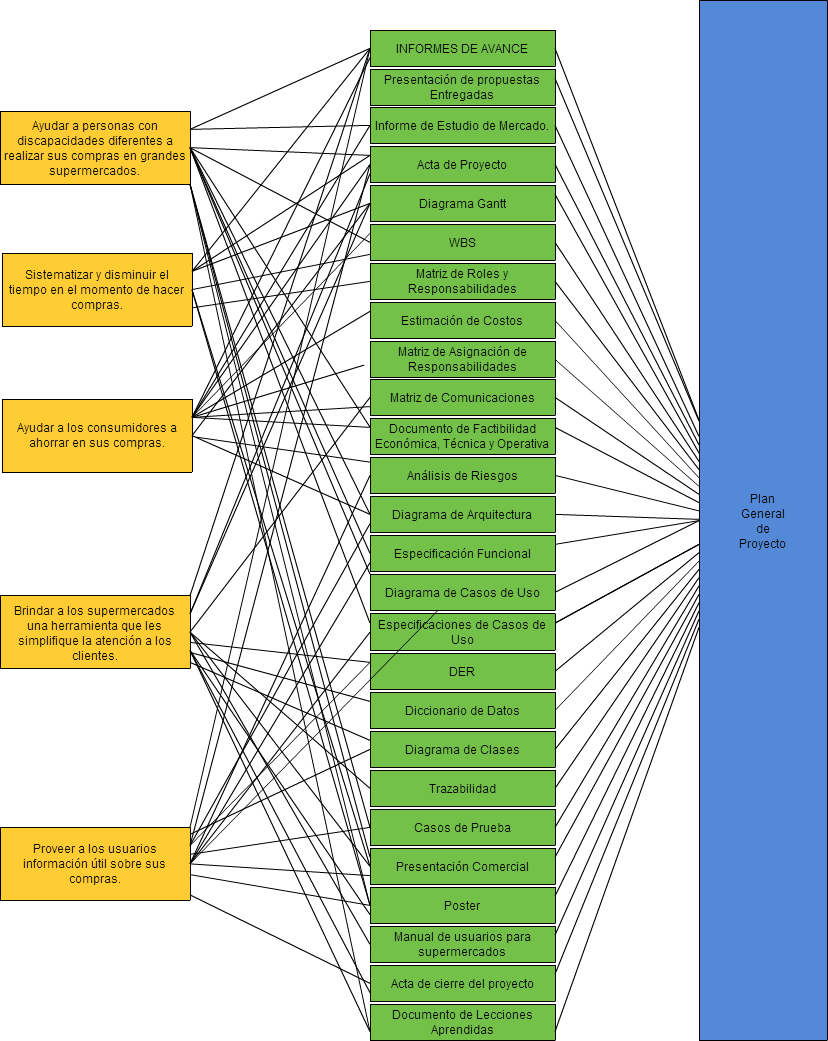 Ayudar a personas con
discapacidades diferentes a
realizar sus compras en grandes
supermercados.
Sistematizar y disminuir el
tiempo en el momento de hacer
compras.
Ayudar a los consumidores a
ahorrar en sus compras.
Brindar a los supermercados
una herramienta que les
simplifique la atención a los
clientes.
Proveer a los usuarios
información útil sobre sus
compras.
INFORMES DE AVANCE
Presentación de propuestas
Entregadas
Informe de Estudio de Mercado.
Acta de Proyecto
Diagrama Gantt
WBS
Matriz de Roles y
Responsabilidades
Estimación de Costos
Matriz de Asignación de
Responsabilidades
Matriz de Comunicaciones
Documento de Factibilidad
Económica, Técnica y Operativa
Análisis de Riesgos
Diagrama de Arquitectura
Especificación Funcional
Diagrama de Casos de Uso
Especificaciones de Casos de
Uso
DER
Diccionario de Datos
Diagrama de Clases
Trazabilidad
Casos de Prueba
Presentación Comercial
Poster
Manual de usuarios para
supermercados
Acta de cierre del proyecto
Documento de Lecciones
Aprendidas
Plan
General
de
Proyecto